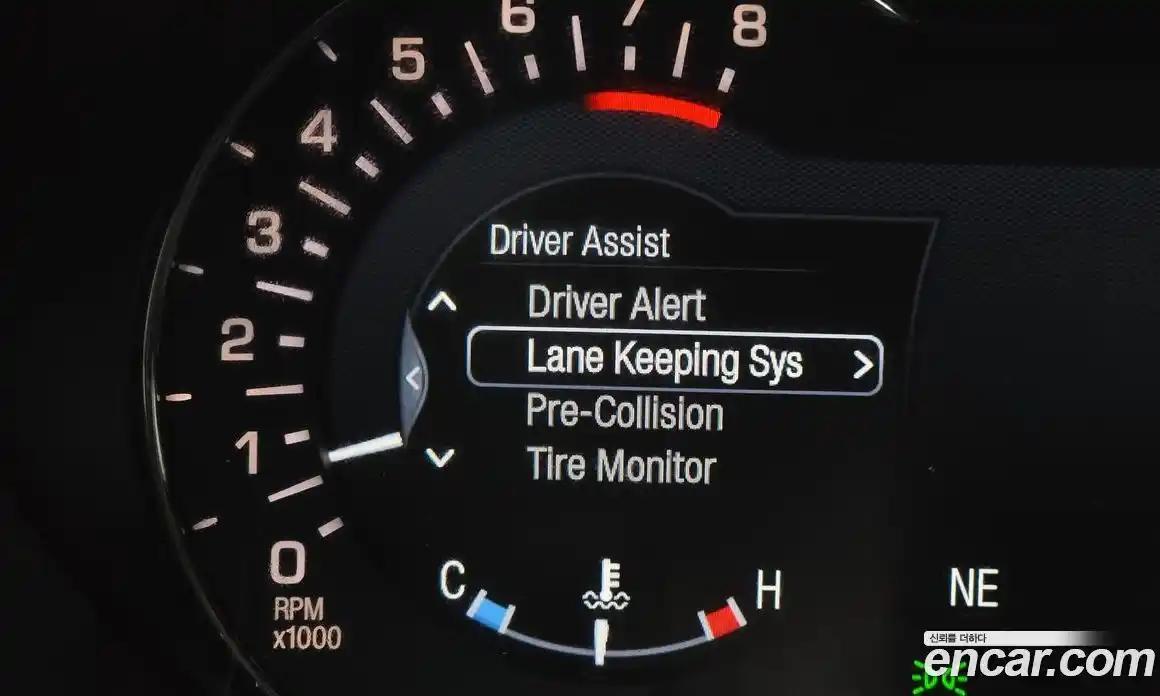 8
7
6
5
4
3
2
1
0
RPM
x1000
Driver Assist
Driver Alert
Lane Keeping Sys
Pre-Collision
Tire Monitor
C
H
NE
신뢰를 더하다
encar.com